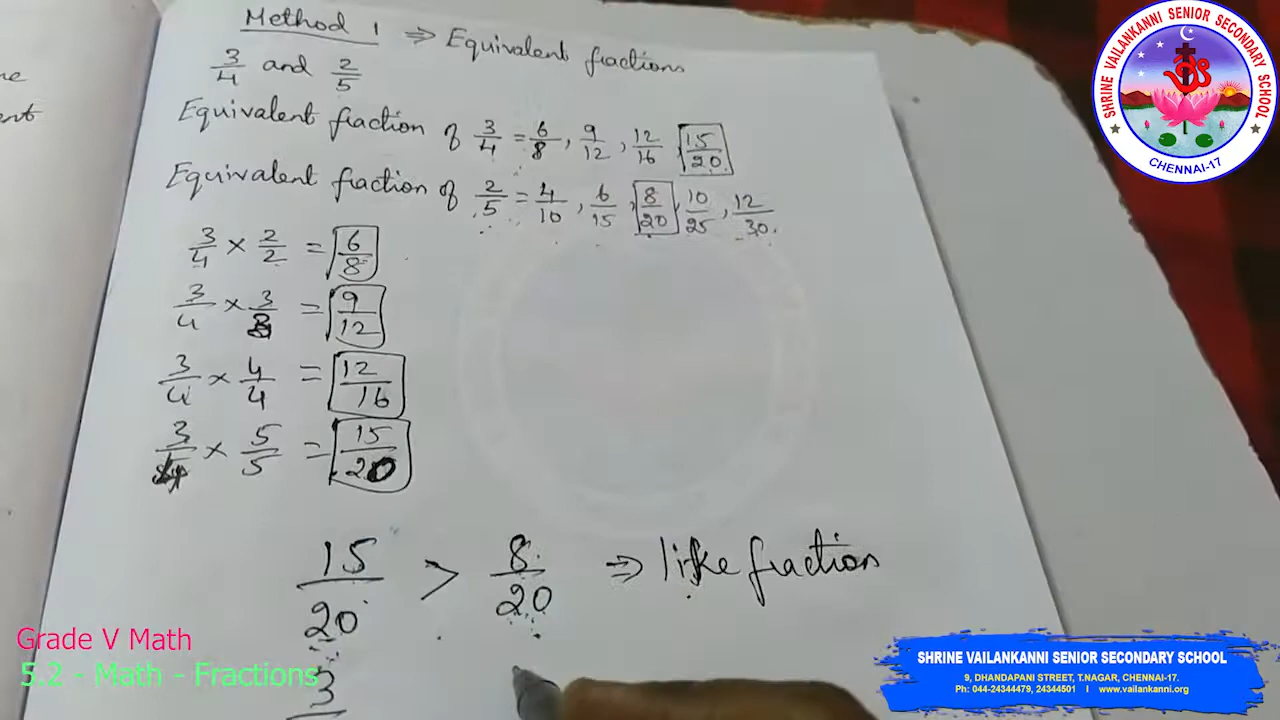 ne
ent
Method 1 ⇒ Equivalent fractions
3/4 and 2/5
Equivalent fraction of 3/4 = 6/8, 9/12, 12/16 15/20
Equivalent fraction of 2/5 = 4/10, 6/15, 8/20, 10/25, 12/30
3/4 × 2/2 = 6/8
3/4 × 3/3 = 9/12
3/4 × 4/4 = 12/16
3/4 × 5/5 = 15/20
15/20 > 8/20 ⇒ like fraction
3
SHRINE VAILANKANNI SENIOR SECONDARY SCHOOL
CHENNAI-17
Grade V Math
5.2 - Math - Fractions
SHRINE VAILANKANNI SENIOR SECONDARY SCHOOL
9, DHANDAPANI STREET, T.NAGAR, CHENNAI-17.
Ph: 044-24344479, 24344501 I www.vailankanni.org